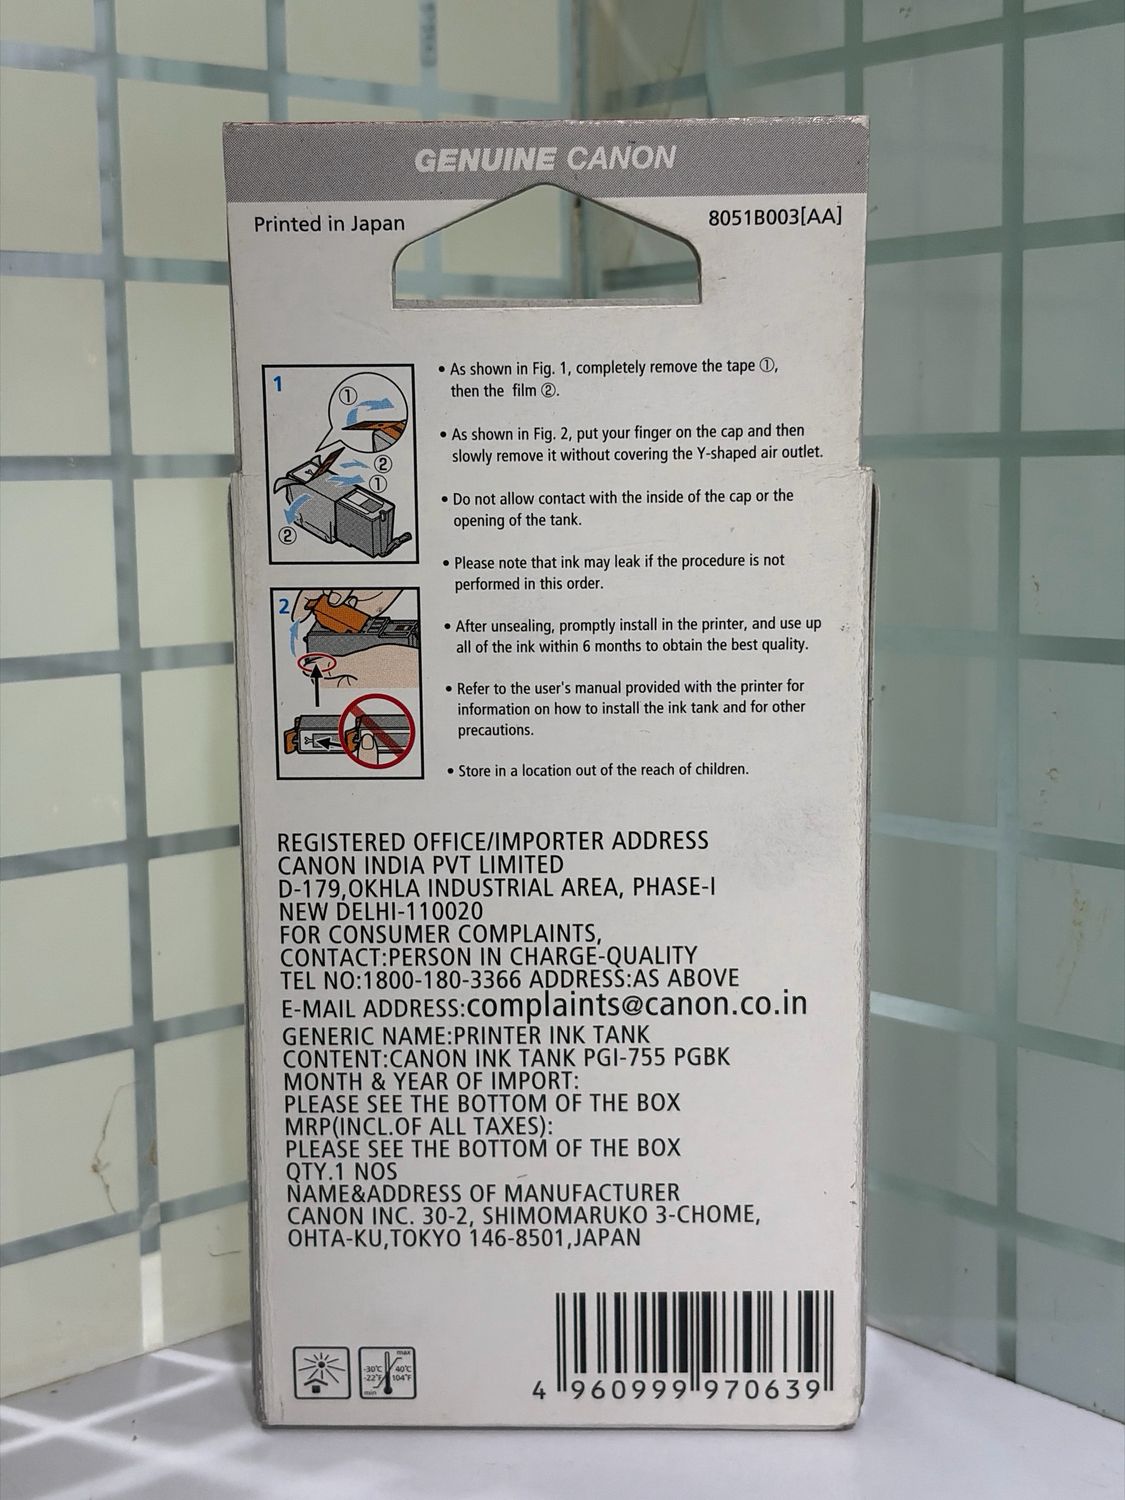 GENUINE CANON
Printed in Japan
8051B003[AA]
1
①
②
①
②
• As shown in Fig. 1, completely remove the tape ①,
then the film ②.
• As shown in Fig. 2, put your finger on the cap and then
slowly remove it without covering the Y-shaped air outlet.
• Do not allow contact with the inside of the cap or the
opening of the tank.
• Please note that ink may leak if the procedure is not
performed in this order.
2
• After unsealing, promptly install in the printer, and use up
all of the ink within 6 months to obtain the best quality.
• Refer to the user's manual provided with the printer for
information on how to install the ink tank and for other
precautions.
• Store in a location out of the reach of children.
REGISTERED OFFICE/IMPORTER ADDRESS
CANON INDIA PVT LIMITED
D-179,OKHLA INDUSTRIAL AREA, PHASE-I
NEW DELHI-110020
FOR CONSUMER COMPLAINTS,
CONTACT:PERSON IN CHARGE-QUALITY
TEL NO:1800-180-3366 ADDRESS:AS ABOVE
E-MAIL ADDRESS:complaints@canon.co.in
GENERIC NAME:PRINTER INK TANK
CONTENT:CANON INK TANK PGI-755 PGBK
MONTH & YEAR OF IMPORT:
PLEASE SEE THE BOTTOM OF THE BOX
MRP(INCL.OF ALL TAXES):
PLEASE SEE THE BOTTOM OF THE BOX
QTY.1 NOS
NAME&ADDRESS OF MANUFACTURER
CANON INC. 30-2, SHIMOMARUKO 3-CHOME,
OHTA-KU,TOKYO 146-8501,JAPAN
max
-30℃ 40℃
-22°F 104°F
min
4 960999 970639